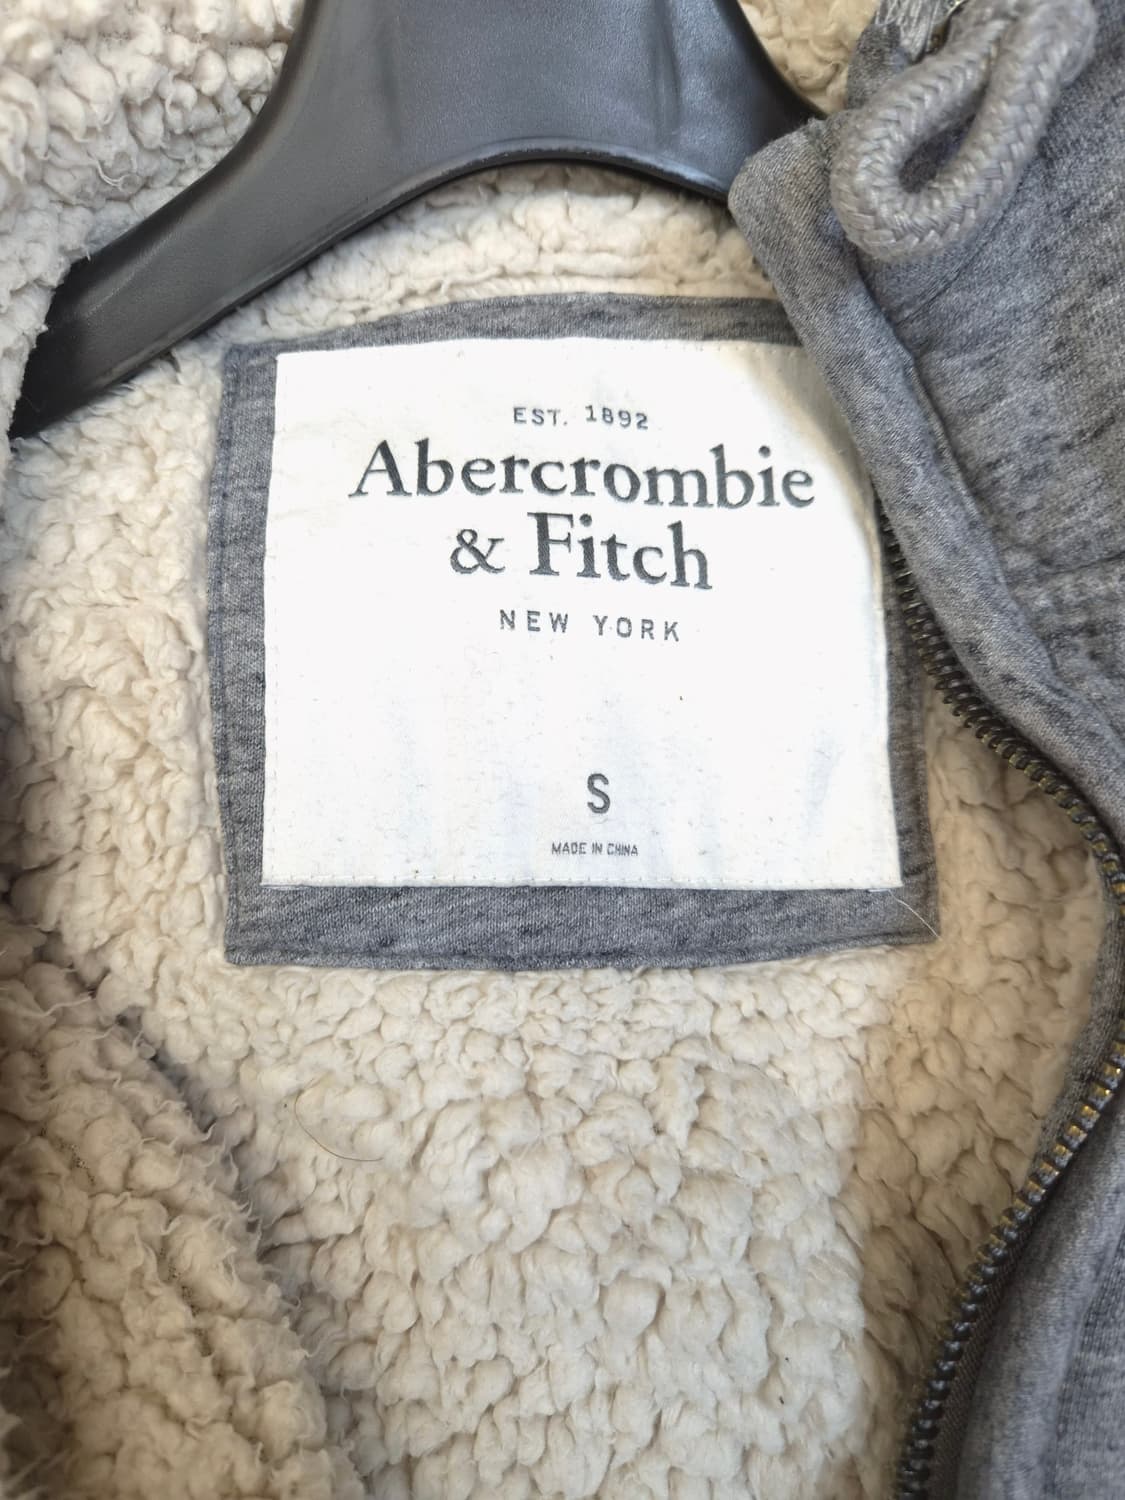 EST. 1892
Abercrombie
& Fitch
NEW YORK
S
MADE IN CHINA